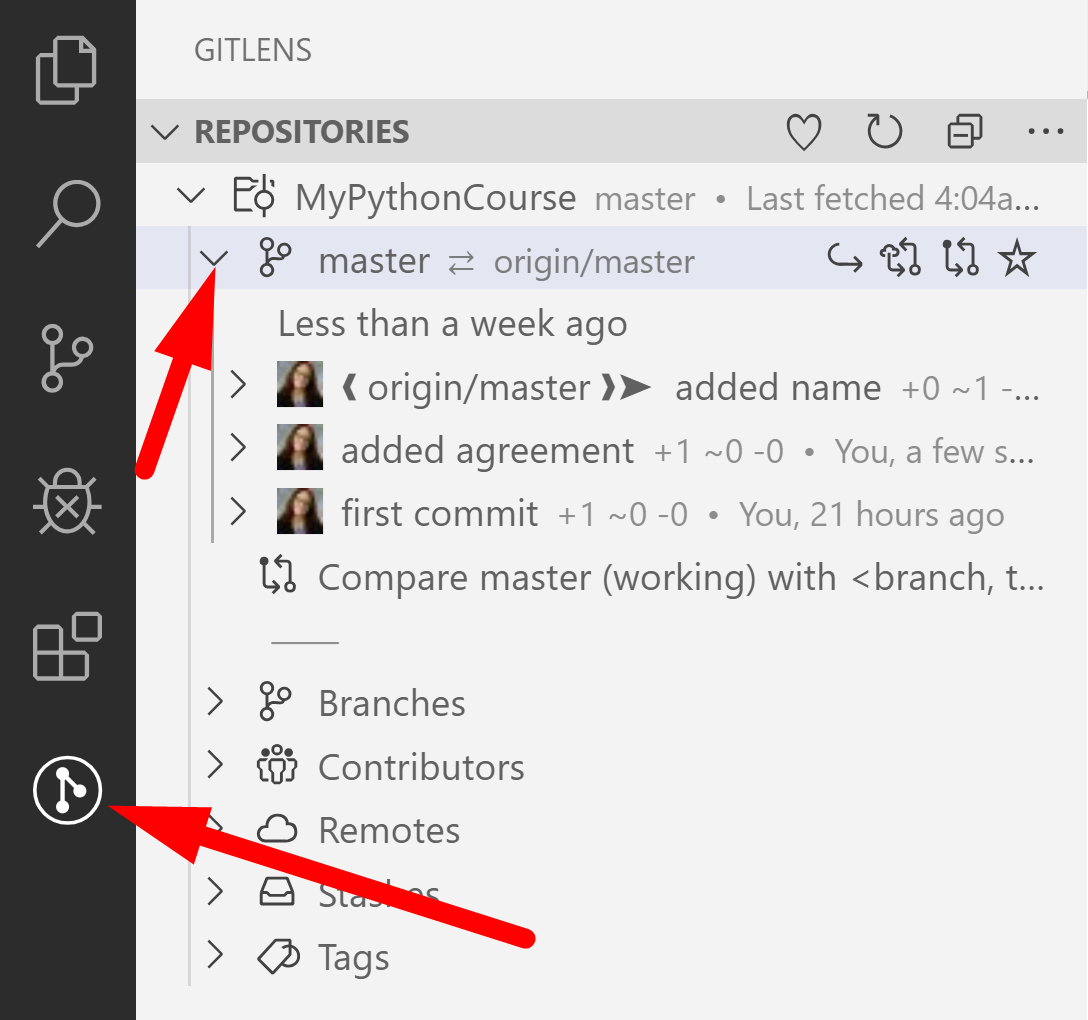 GITLENS
REPOSITORIES
MyPythonCourse master • Last fetched 4:04a...
master ⇄ origin/master
Less than a week ago
❰ origin/master ❱➤ added name +0 ~1 -...
added agreement +1 ~0 -0 • You, a few s...
first commit +1 ~0 -0 • You, 21 hours ago
Compare master (working) with <branch, t...
Branches
Contributors
Remotes
Stashes
Tags